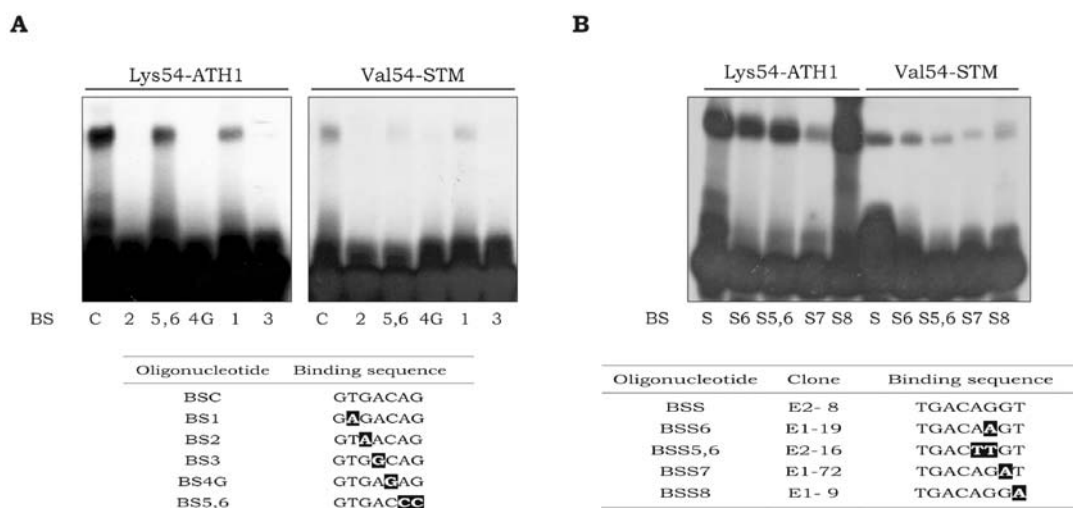 A
B
Lys54-ATH1 Val54-STM
Lys54-ATH1 Val54-STM
BS C 2 5,6 4G 1 3 C 2 5,6 4G 1 3
BS S S6 S5,6 S7 S8 S S6 S5,6 S7 S8
Oligonucleotide Binding sequence
BSC GTGACAG
BS1 GAGACAG
BS2 GTAACAG
BS3 GTGGCAG
BS4G GTGAGAG
BS5,6 GTGACCC
Oligonucleotide Clone Binding sequence
BSS E2- 8 TGACAGGT
BSS6 E1-19 TGACAAGT
BSS5,6 E2-16 TGACTTGT
BSS7 E1-72 TGACAGAT
BSS8 E1- 9 TGACAGGA